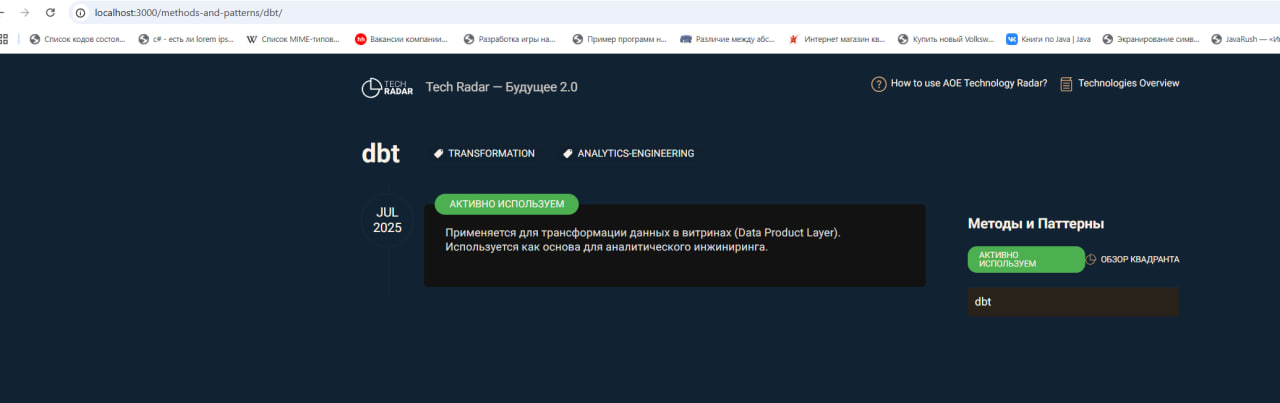 localhost:3000/methods-and-patterns/dbt/
Список кодов состоя...
c# - есть ли lorem ips...
Список MIME-типов...
Вакансии компании...
Разработка игры на...
Пример программ н...
Различие между абс...
Интернет магазин кв...
Купить новый Volksw...
Книги по Java | Java
Экранирование симв...
JavaRush — «И
TECH
RADAR
Tech Radar — Будущее 2.0
How to use AOE Technology Radar?
Technologies Overview
dbt
TRANSFORMATION
ANALYTICS-ENGINEERING
JUL
2025
АКТИВНО ИСПОЛЬЗУЕМ
Применяется для трансформации данных в витринах (Data Product Layer).
Используется как основа для аналитического инжиниринга.
Методы и Паттерны
АКТИВНО
ИСПОЛЬЗУЕМ
ОБЗОР КВАДРАНТА
dbt